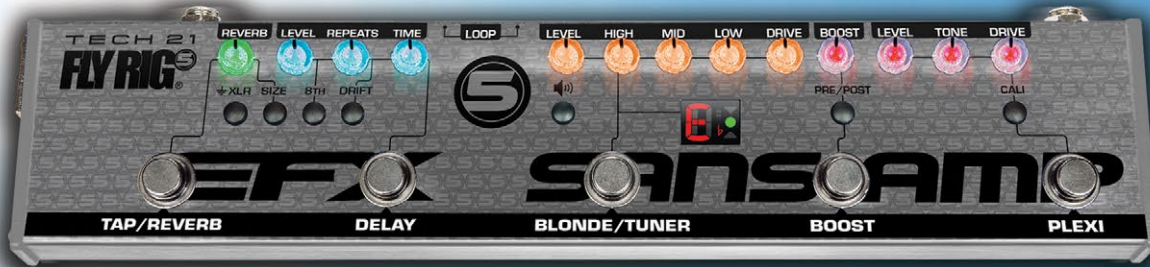 TECH 21
FLY RIG 5®
REVERB LEVEL REPEATS TIME LOOP LEVEL HIGH MID LOW DRIVE BOOST LEVEL TONE DRIVE
XLR SIZE 8TH DRIFT PRE/POST CALI
5
E ♭
EFX SANSAMP
TAP/REVERB DELAY BLONDE/TUNER BOOST PLEXI